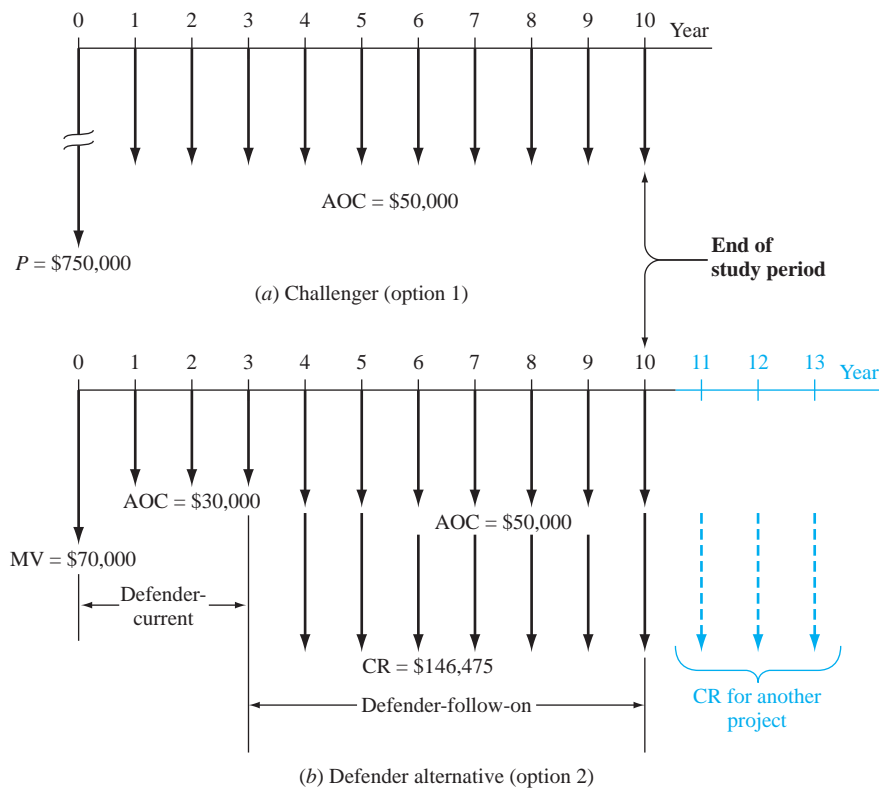 0 1 2 3 4 5 6 7 8 9 10 Year
AOC = $50,000
P = $750,000
End of
study period
(a) Challenger (option 1)
0 1 2 3 4 5 6 7 8 9 10 11 12 13 Year
AOC = $30,000
AOC = $50,000
MV = $70,000
Defender-
current
CR = $146,475
Defender-follow-on
CR for another
project
(b) Defender alternative (option 2)